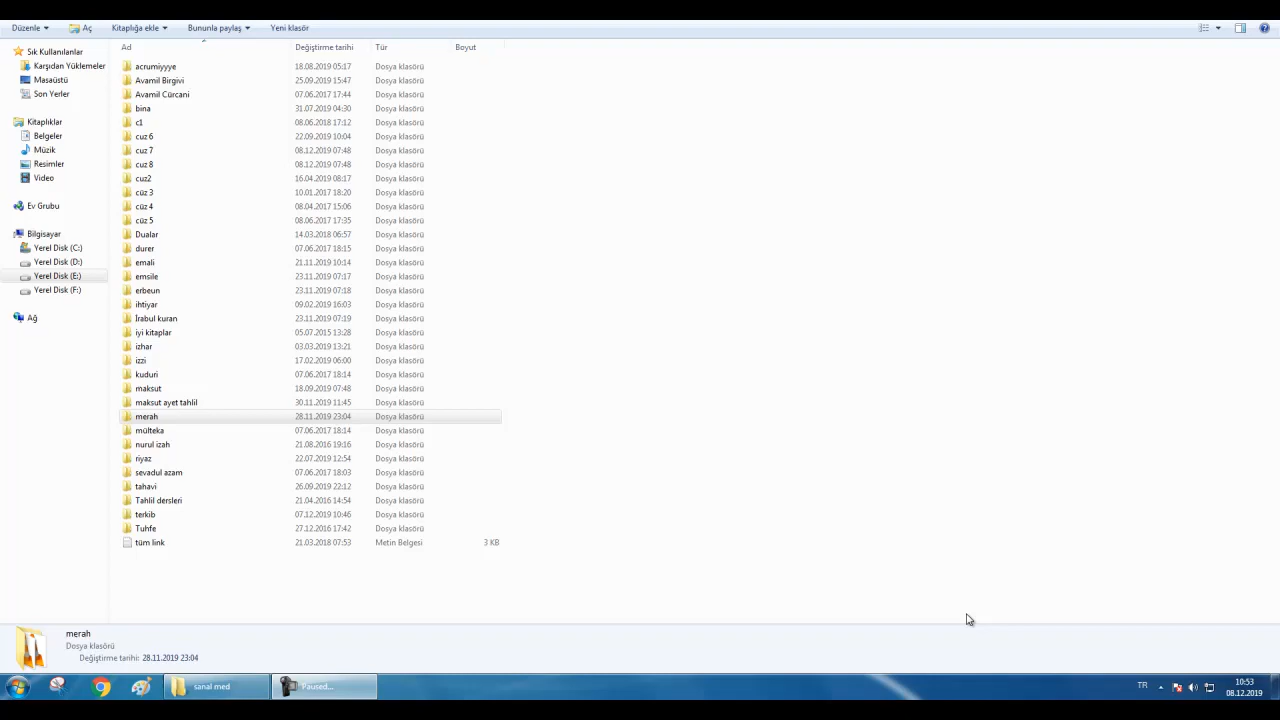 Düzenle Aç Kitaplığa ekle Bununla paylaş Yeni klasör
Sık Kullanılanlar
Karşıdan Yüklemeler
Masaüstü
Son Yerler
Kitaplıklar
Belgeler
Müzik
Resimler
Video
Ev Grubu
Bilgisayar
Yerel Disk (C:)
Yerel Disk (D:)
Yerel Disk (E:)
Yerel Disk (F:)
Ağ
Ad Değiştirme tarihi Tür Boyut
acrumiyyye 18.08.2019 05:17 Dosya klasörü
Avamil Birgivi 25.09.2019 15:47 Dosya klasörü
Avamil Cürcani 07.06.2017 17:44 Dosya klasörü
bina 31.07.2019 04:30 Dosya klasörü
c1 08.06.2018 17:12 Dosya klasörü
cuz 6 22.09.2019 10:04 Dosya klasörü
cuz 7 08.12.2019 07:48 Dosya klasörü
cuz 8 08.12.2019 07:48 Dosya klasörü
cuz2 16.04.2019 08:17 Dosya klasörü
cüz 3 10.01.2017 18:20 Dosya klasörü
cüz 4 08.04.2017 15:06 Dosya klasörü
cüz 5 08.06.2017 17:35 Dosya klasörü
Dualar 14.03.2018 06:57 Dosya klasörü
durer 07.06.2017 18:15 Dosya klasörü
emali 21.11.2019 10:14 Dosya klasörü
emsile 23.11.2019 07:17 Dosya klasörü
erbeun 23.11.2019 07:18 Dosya klasörü
ihtiyar 09.02.2019 16:03 Dosya klasörü
İrabul kuran 23.11.2019 07:19 Dosya klasörü
iyi kitaplar 05.07.2015 13:28 Dosya klasörü
izhar 03.03.2019 13:21 Dosya klasörü
izzi 17.02.2019 06:00 Dosya klasörü
kuduri 07.06.2017 18:14 Dosya klasörü
maksut 18.09.2019 07:48 Dosya klasörü
maksut ayet tahlil 30.11.2019 11:45 Dosya klasörü
merah 28.11.2019 23:04 Dosya klasörü
mülteka 07.06.2017 18:14 Dosya klasörü
nurul izah 21.08.2016 19:16 Dosya klasörü
riyaz 22.07.2019 12:54 Dosya klasörü
sevadul azam 07.06.2017 18:03 Dosya klasörü
tahavi 26.09.2019 22:12 Dosya klasörü
Tahlil dersleri 21.04.2016 14:54 Dosya klasörü
terkib 07.12.2019 10:46 Dosya klasörü
Tuhfe 27.12.2016 17:42 Dosya klasörü
tüm link 21.03.2018 07:53 Metin Belgesi 3 KB
merah
Dosya klasörü
Değiştirme tarihi: 28.11.2019 23:04
sanal med Paused... TR 10:53
08.12.2019